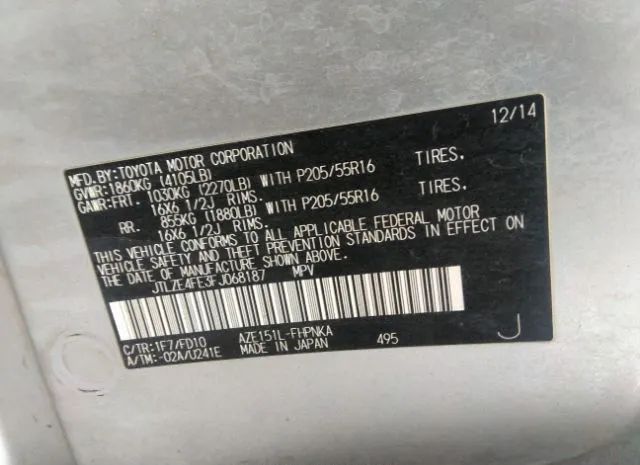 12/14
MFD.BY:TOYOTA MOTOR CORPORATION
GVWR:1860KG (4105LB)
GAWR:FRT. 1030KG (2270LB) WITH P205/55R16 TIRES.
16X6 1/2J RIMS.
RR. 855KG (1880LB) WITH P205/55R16 TIRES.
16X6 1/2J RIMS.
THIS VEHICLE CONFORMS TO ALL APPLICABLE FEDERAL MOTOR
VEHICLE SAFETY AND THEFT PREVENTION STANDARDS IN EFFECT ON
THE DATE OF MANUFACTURE SHOWN ABOVE.
JTLZE4FE3FJ068187 MPV
C/TR:1F7/FD10 AZE151L-FHPNKA
A/TM:-02A/U241E MADE IN JAPAN 495 J